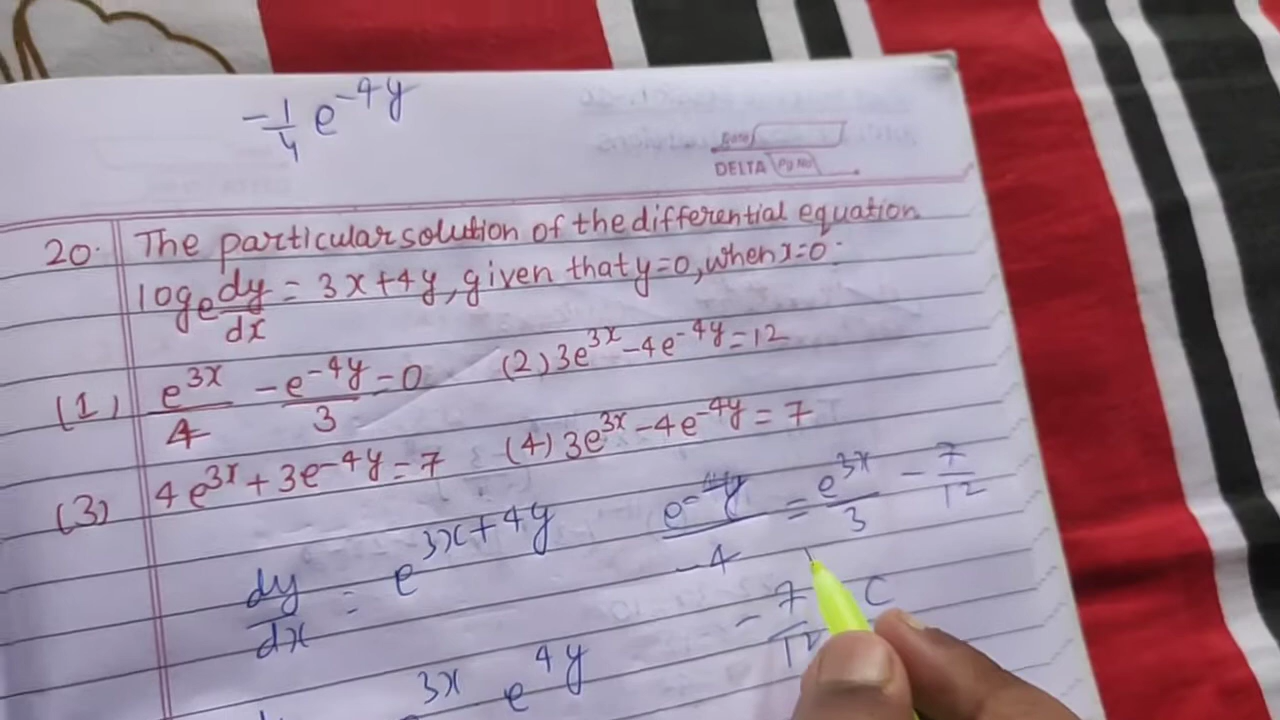 -1/4 e^-4y
Date
DELTA Pg No
20. The particular solution of the differential equation
log_e dy/dx = 3x+4y, given that y=0, when x=0.
(1) e^3x/4 - e^-4y/3 = 0 (2) 3e^3x - 4e^-4y = 12
(3) 4e^3x + 3e^-4y = 7 (4) 3e^3x - 4e^-4y = 7
dy/dx = e^3x+4y
e^-4y/-4 = e^3x/3 - 7/12
-7/12 C
3x e^4y